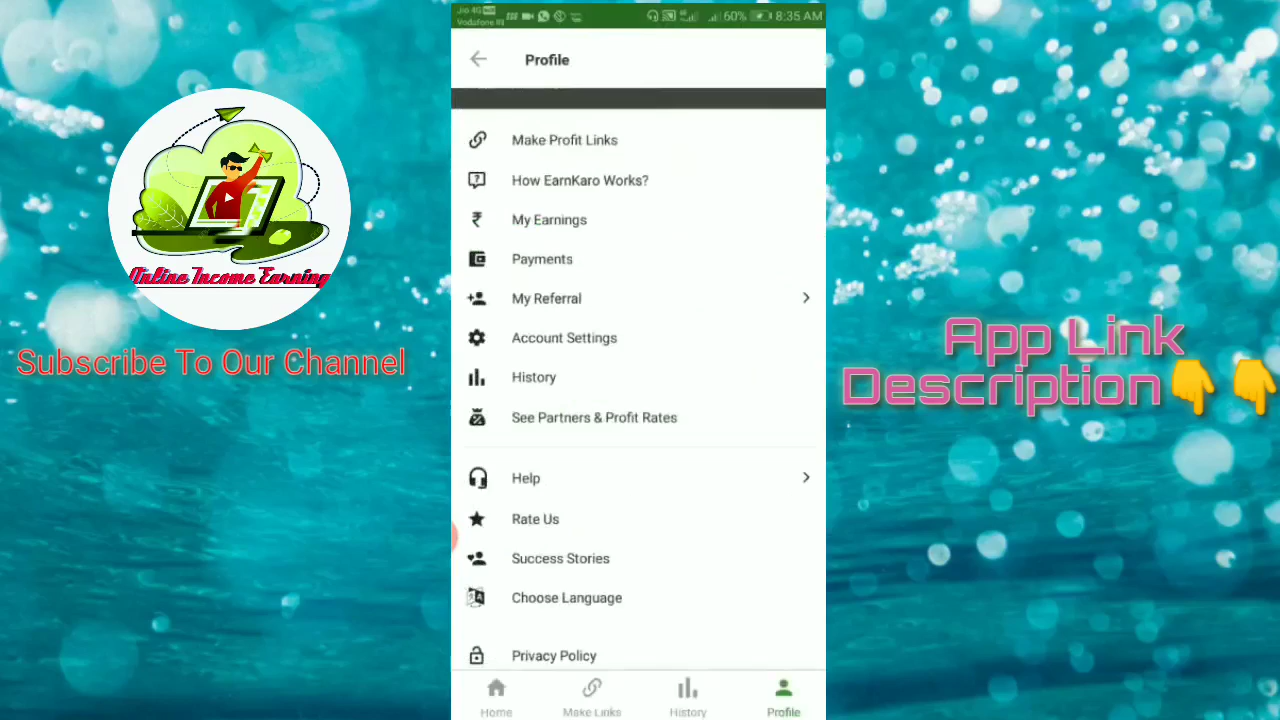 Jio 4G
Vodafone IN
60% 8:35 AM
Profile
Make Profit Links
How EarnKaro Works?
My Earnings
Payments
My Referral
Account Settings
History
See Partners & Profit Rates
Help
Rate Us
Success Stories
Choose Language
Privacy Policy
Home
Make Links
History
Profile
Online Income Earning
Subscribe To Our Channel
App Link
Description👇👇